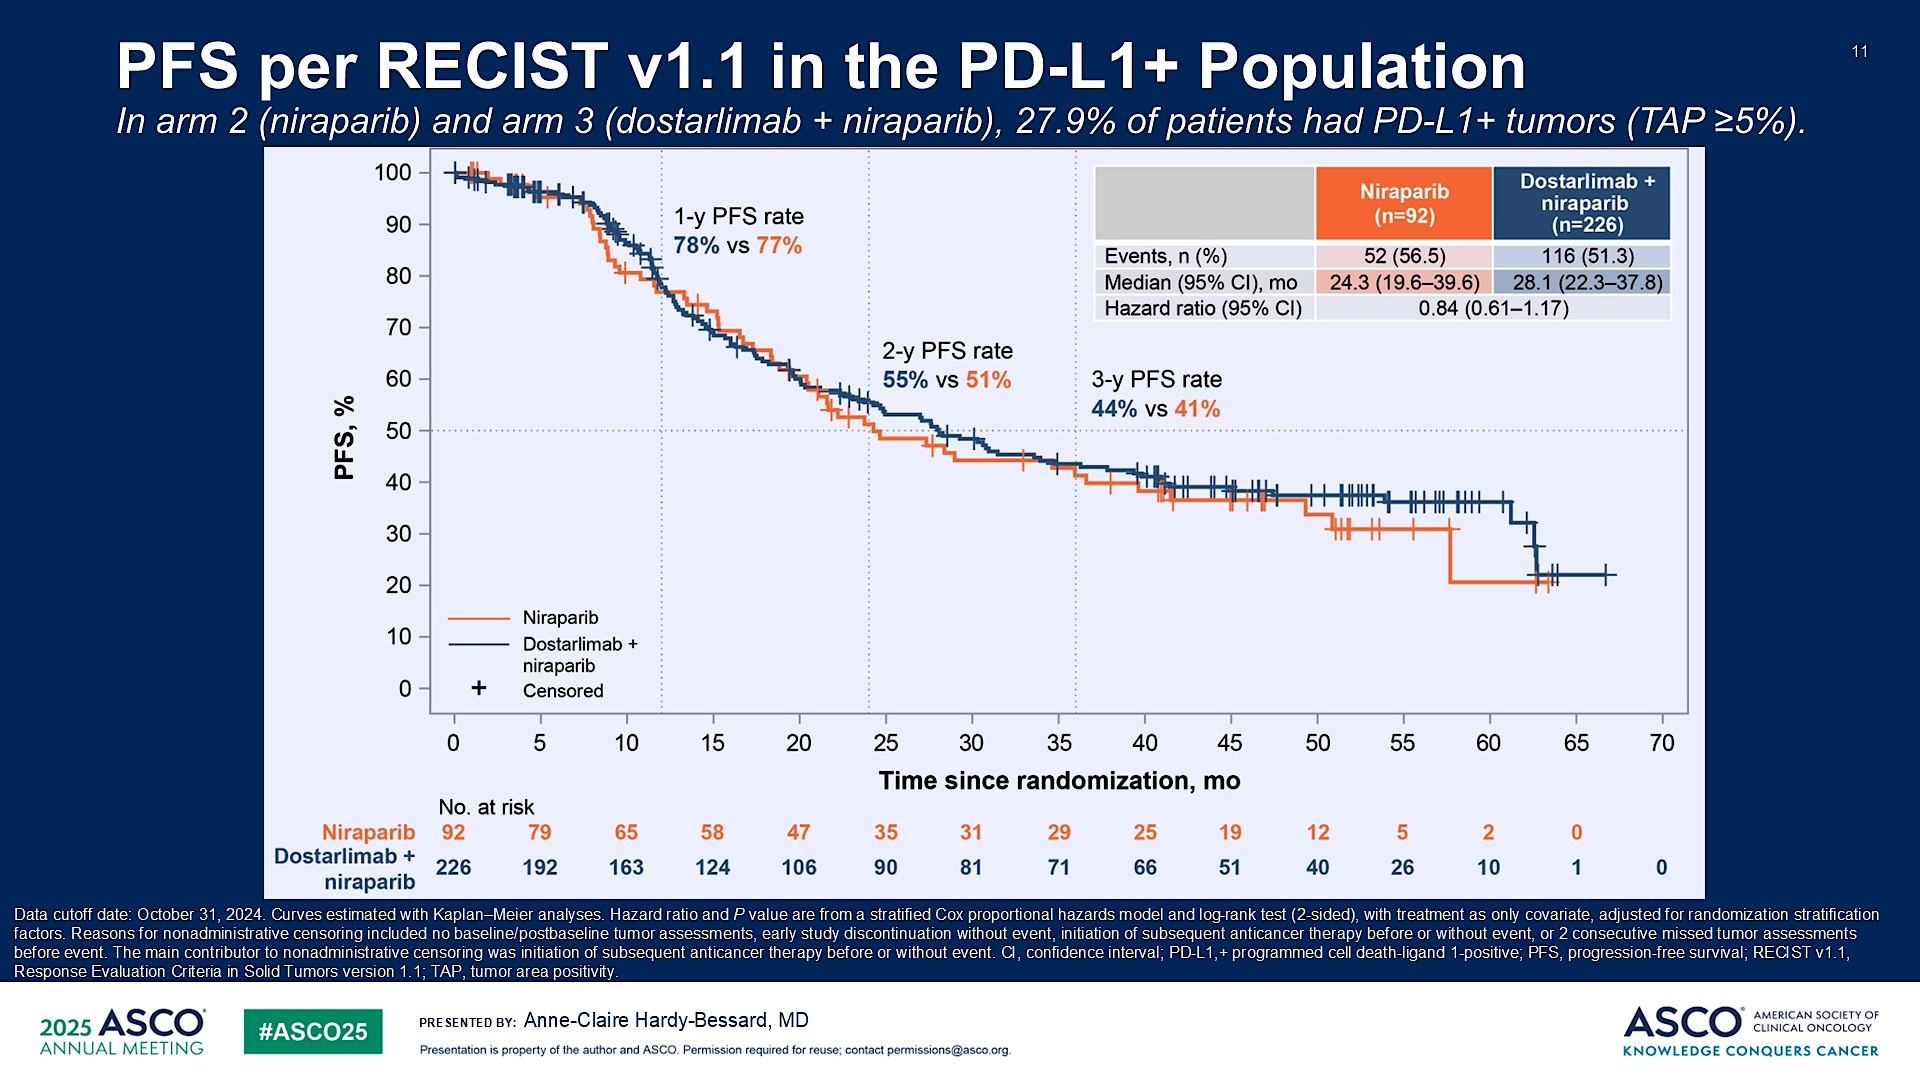 PFS per RECIST v1.1 in the PD-L1+ Population
11
In arm 2 (niraparib) and arm 3 (dostarlimab + niraparib), 27.9% of patients had PD-L1+ tumors (TAP ≥5%).
100
90
80
70
60
50
40
30
20
10
0
PFS, %
1-y PFS rate
78% vs 77%
2-y PFS rate
55% vs 51%
3-y PFS rate
44% vs 41%
Niraparib
(n=92)
Dostarlimab +
niraparib
(n=226)
Events, n (%) 52 (56.5) 116 (51.3)
Median (95% CI), mo 24.3 (19.6–39.6) 28.1 (22.3–37.8)
Hazard ratio (95% CI) 0.84 (0.61–1.17)
Niraparib
Dostarlimab +
niraparib
+ Censored
0 5 10 15 20 25 30 35 40 45 50 55 60 65 70
Time since randomization, mo
No. at risk
Niraparib 92 79 65 58 47 35 31 29 25 19 12 5 2 0
Dostarlimab +
niraparib 226 192 163 124 106 90 81 71 66 51 40 26 10 1 0
Data cutoff date: October 31, 2024. Curves estimated with Kaplan–Meier analyses. Hazard ratio and P value are from a stratified Cox proportional hazards model and log-rank test (2-sided), with treatment as only covariate, adjusted for randomization stratification
factors. Reasons for nonadministrative censoring included no baseline/postbaseline tumor assessments, early study discontinuation without event, initiation of subsequent anticancer therapy before or without event, or 2 consecutive missed tumor assessments
before event. The main contributor to nonadministrative censoring was initiation of subsequent anticancer therapy before or without event. CI, confidence interval; PD-L1,+ programmed cell death-ligand 1-positive; PFS, progression-free survival; RECIST v1.1,
Response Evaluation Criteria in Solid Tumors version 1.1; TAP, tumor area positivity.
2025 ASCO®
ANNUAL MEETING
#ASCO25
PRESENTED BY: Anne-Claire Hardy-Bessard, MD
Presentation is property of the author and ASCO. Permission required for reuse; contact permissions@asco.org.
ASCO® AMERICAN SOCIETY OF
CLINICAL ONCOLOGY
KNOWLEDGE CONQUERS CANCER